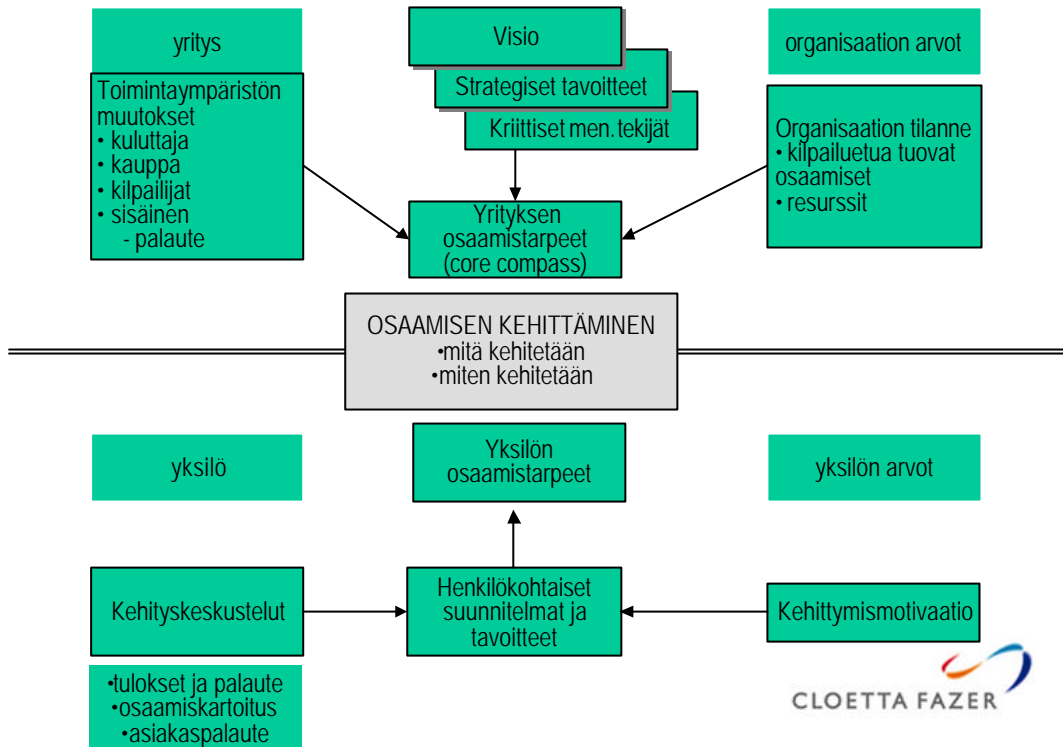 yritys
Toimintaympäristön
muutokset
• kuluttaja
• kauppa
• kilpailijat
• sisäinen
- palaute
Visio
Strategiset tavoitteet
Kriittiset men. tekijät
organisaation arvot
Organisaation tilanne
• kilpailuetua tuovat
osaamiset
• resurssit
Yrityksen
osaamistarpeet
(core compass)
OSAAMISEN KEHITTÄMINEN
•mitä kehitetään
•miten kehitetään
yksilö
Yksilön
osaamistarpeet
yksilön arvot
Kehityskeskustelut
Henkilökohtaiset
suunnitelmat ja
tavoitteet
Kehittymismotivaatio
•tulokset ja palaute
•osaamiskartoitus
•asiakaspalaute
CLOETTA FAZER